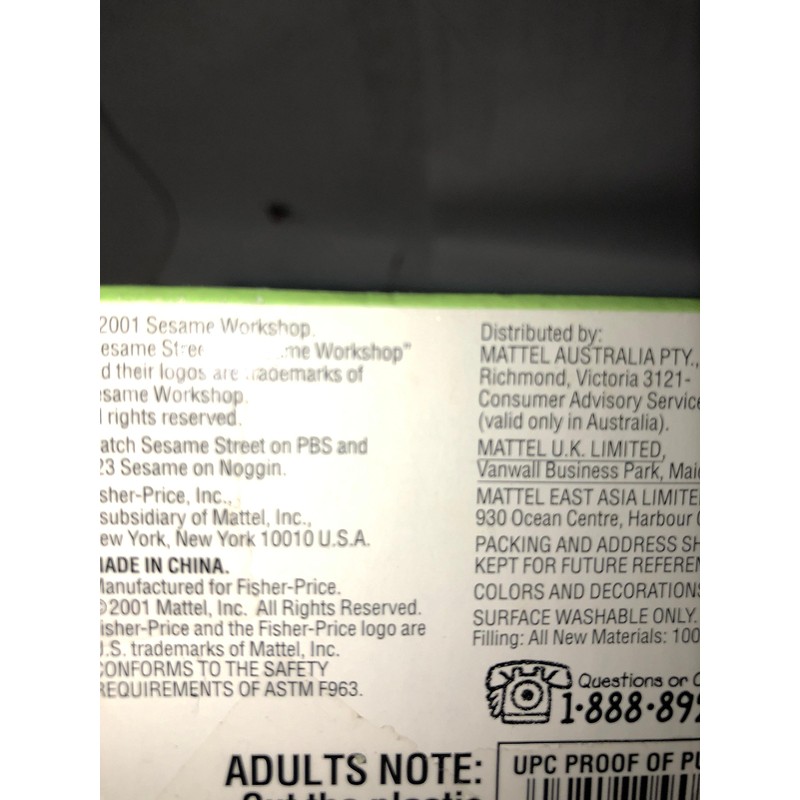 2001 Sesame Workshop.
esame Stree me Workshop"
d their logos are trademarks of
esame Workshop.
l rights reserved.
atch Sesame Street on PBS and
23 Sesame on Noggin.
sher-Price, Inc.,
subsidiary of Mattel, Inc.,
ew York, New York 10010 U.S.A.
ADE IN CHINA.
Manufactured for Fisher-Price.
©2001 Mattel, Inc. All Rights Reserved.
isher-Price and the Fisher-Price logo are
U.S. trademarks of Mattel, Inc.
CONFORMS TO THE SAFETY
REQUIREMENTS OF ASTM F963.
ADULTS NOTE:
Cut the plastic
Distributed by:
MATTEL AUSTRALIA PTY.,
Richmond, Victoria 3121-
Consumer Advisory Service
(valid only in Australia).
MATTEL U.K. LIMITED,
Vanwall Business Park, Mai
MATTEL EAST ASIA LIMITE
930 Ocean Centre, Harbour
PACKING AND ADDRESS SH
KEPT FOR FUTURE REFEREN
COLORS AND DECORATIONS
SURFACE WASHABLE ONLY.
Filling: All New Materials: 100
Questions or C
1-888-892
UPC PROOF OF PU